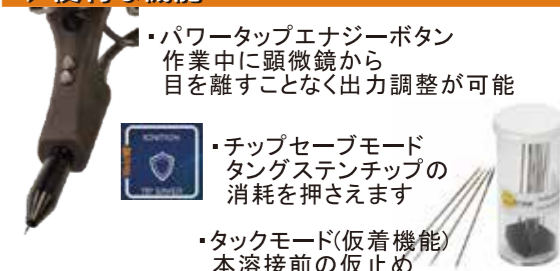 ・パワータップエナジーボタン
作業中に顕微鏡から
目を離すことなく出力調整が可能
IGNITION
TIP SAVER
・チップセーブモード
タングステンチップの
消耗を押さえます
・タックモード(仮着機能)
本溶接前の仮止め